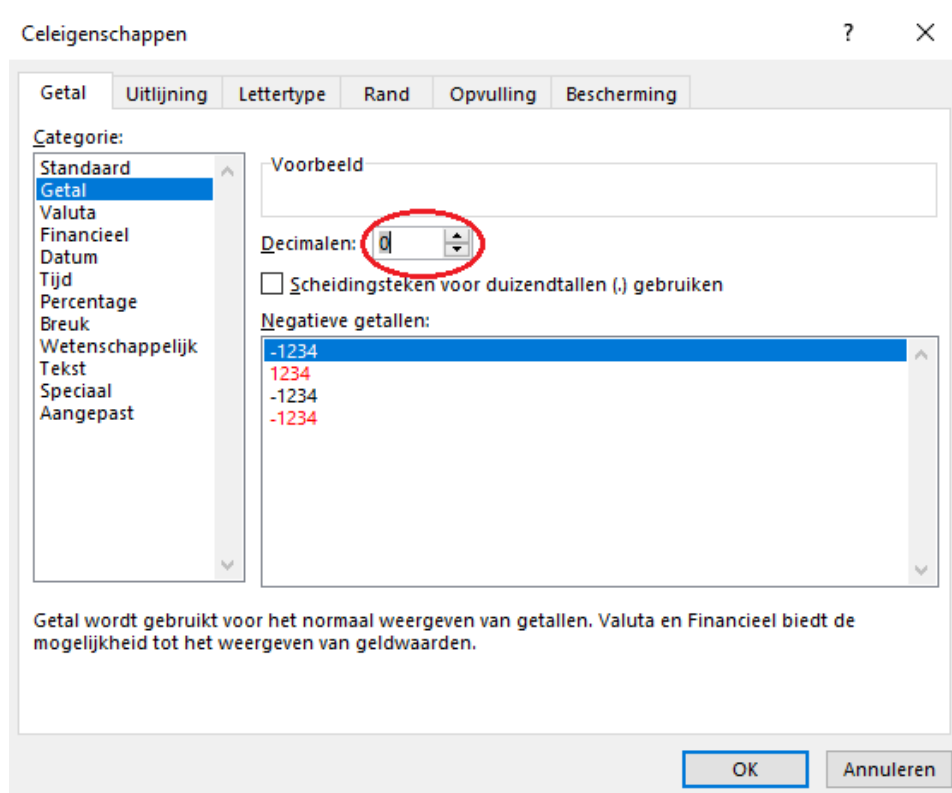 Celeigenschappen ?
Getal Uitlijning Lettertype Rand Opvulling Bescherming
Categorie:
Standaard
Getal
Valuta
Financieel
Datum
Tijd
Percentage
Breuk
Wetenschappelijk
Tekst
Speciaal
Aangepast
Voorbeeld
Decimalen: 0
Scheidingsteken voor duizendtallen (.) gebruiken
Negatieve getallen:
-1234
1234
-1234
-1234
Getal wordt gebruikt voor het normaal weergeven van getallen. Valuta en Financieel biedt de
mogelijkheid tot het weergeven van geldwaarden.
OK Annuleren